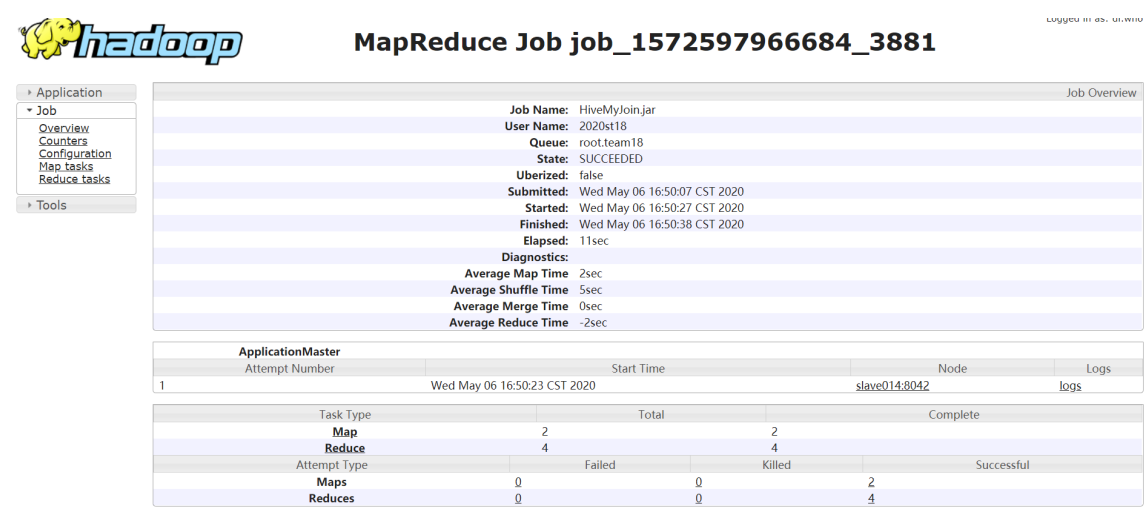 Logged in as: dr.who
hadoop
MapReduce Job job_1572597966684_3881
Application
Job
Overview
Counters
Configuration
Map tasks
Reduce tasks
Tools
Job Overview
Job Name: HiveMyJoin.jar
User Name: 2020st18
Queue: root.team18
State: SUCCEEDED
Uberized: false
Submitted: Wed May 06 16:50:07 CST 2020
Started: Wed May 06 16:50:27 CST 2020
Finished: Wed May 06 16:50:38 CST 2020
Elapsed: 11sec
Diagnostics:
Average Map Time 2sec
Average Shuffle Time 5sec
Average Merge Time 0sec
Average Reduce Time -2sec
ApplicationMaster
Attempt Number Start Time Node Logs
1 Wed May 06 16:50:23 CST 2020 slave014:8042 logs
Task Type Total Complete
Map 2 2
Reduce 4 4
Attempt Type Failed Killed Successful
Maps 0 0 2
Reduces 0 0 4